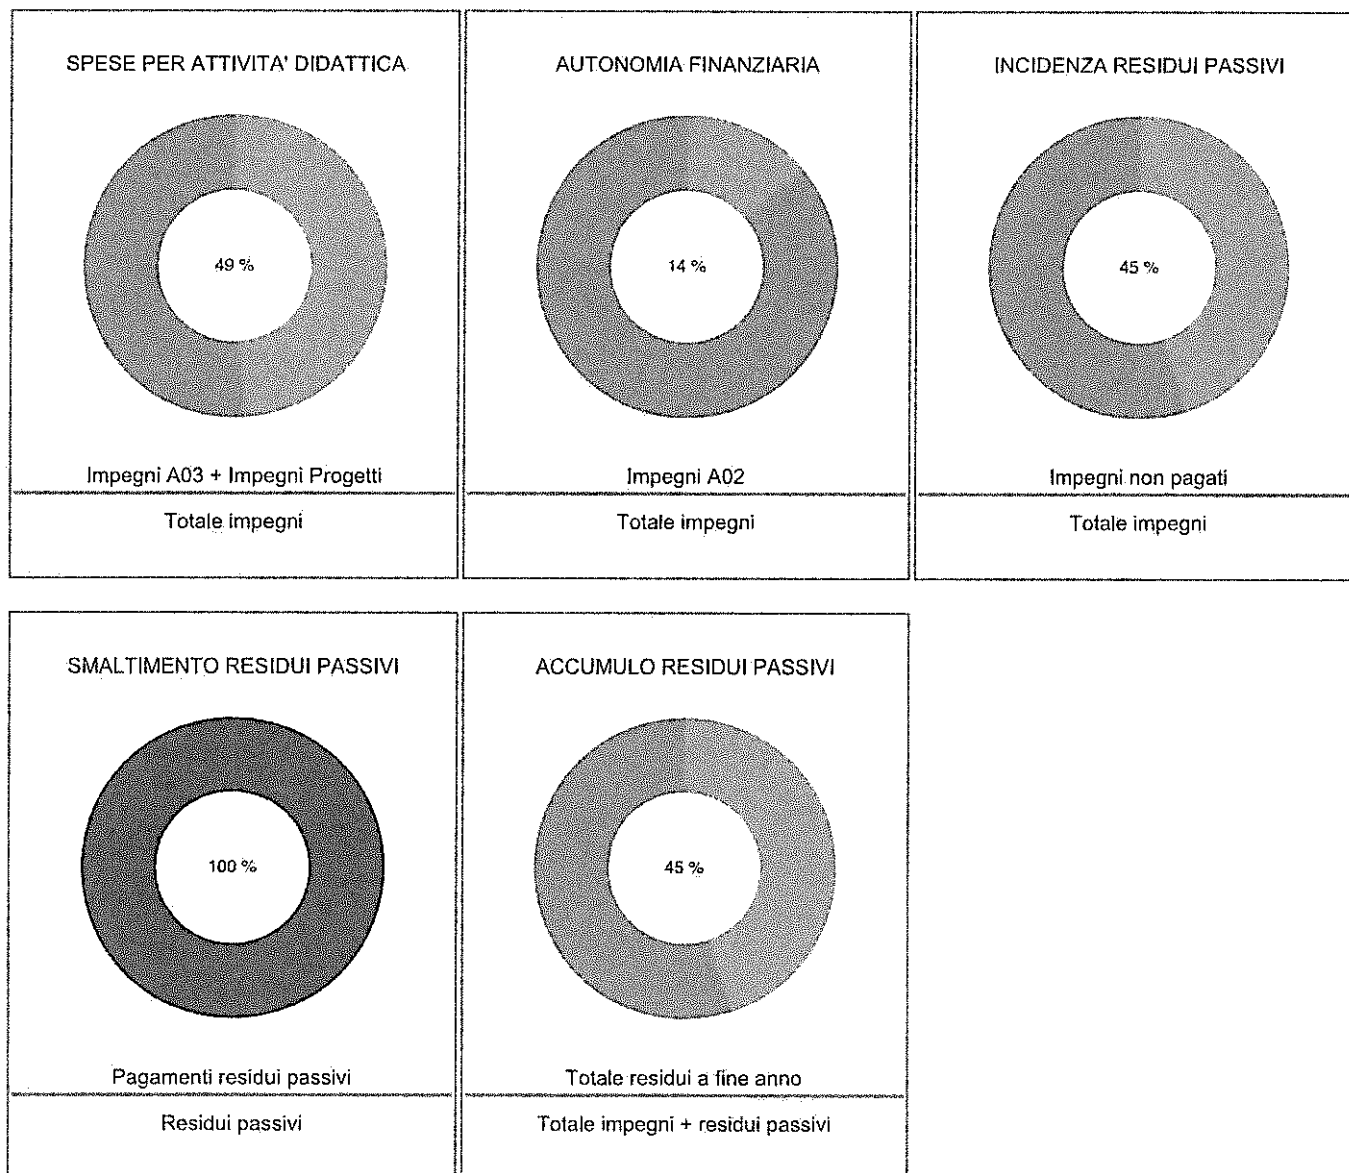 SPESE PER ATTIVITA' DIDATTICA
49 %
Impegni A03 + Impegni Progetti
Totale impegni
AUTONOMIA FINANZIARIA
14 %
Impegni A02
Totale impegni
INCIDENZA RESIDUI PASSIVI
45 %
Impegni non pagati
Totale impegni
SMALTIMENTO RESIDUI PASSIVI
100 %
Pagamenti residui passivi
Residui passivi
ACCUMULO RESIDUI PASSIVI
45 %
Totale residui a fine anno
Totale impegni + residui passivi